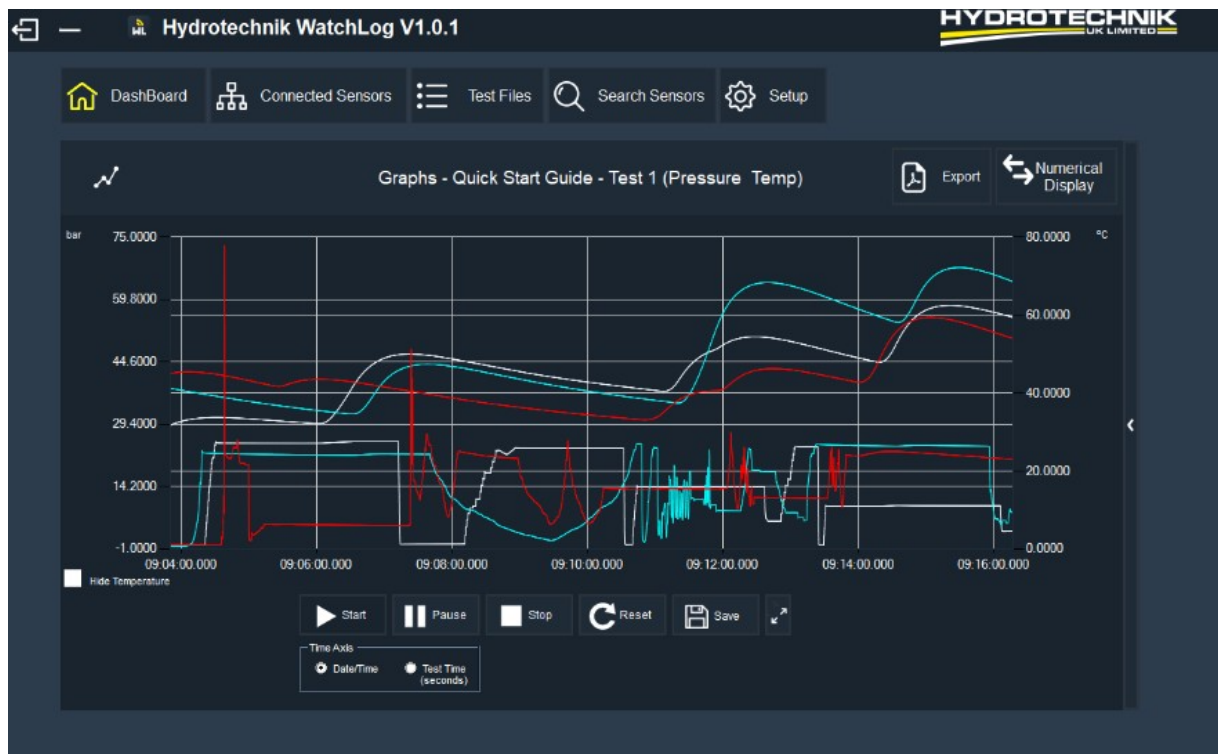 Hydrotechnik WatchLog V1.0.1
HYDROTECHNIK
UK LIMITED
DashBoard
Connected Sensors
Test Files
Search Sensors
Setup
Graphs - Quick Start Guide - Test 1 (Pressure Temp)
Export
Numerical
Display
bar
75.0000
59.8000
44.6000
29.4000
14.2000
-1.0000
80.0000
°C
60.0000
40.0000
20.0000
0.0000
09:04:00.000
09:06:00.000
09:08:00.000
09:10:00.000
09:12:00.000
09:14:00.000
09:16:00.000
Hide Temperature
Start
Pause
Stop
Reset
Save
Time Axis
Date/Time
Test Time
(seconds)